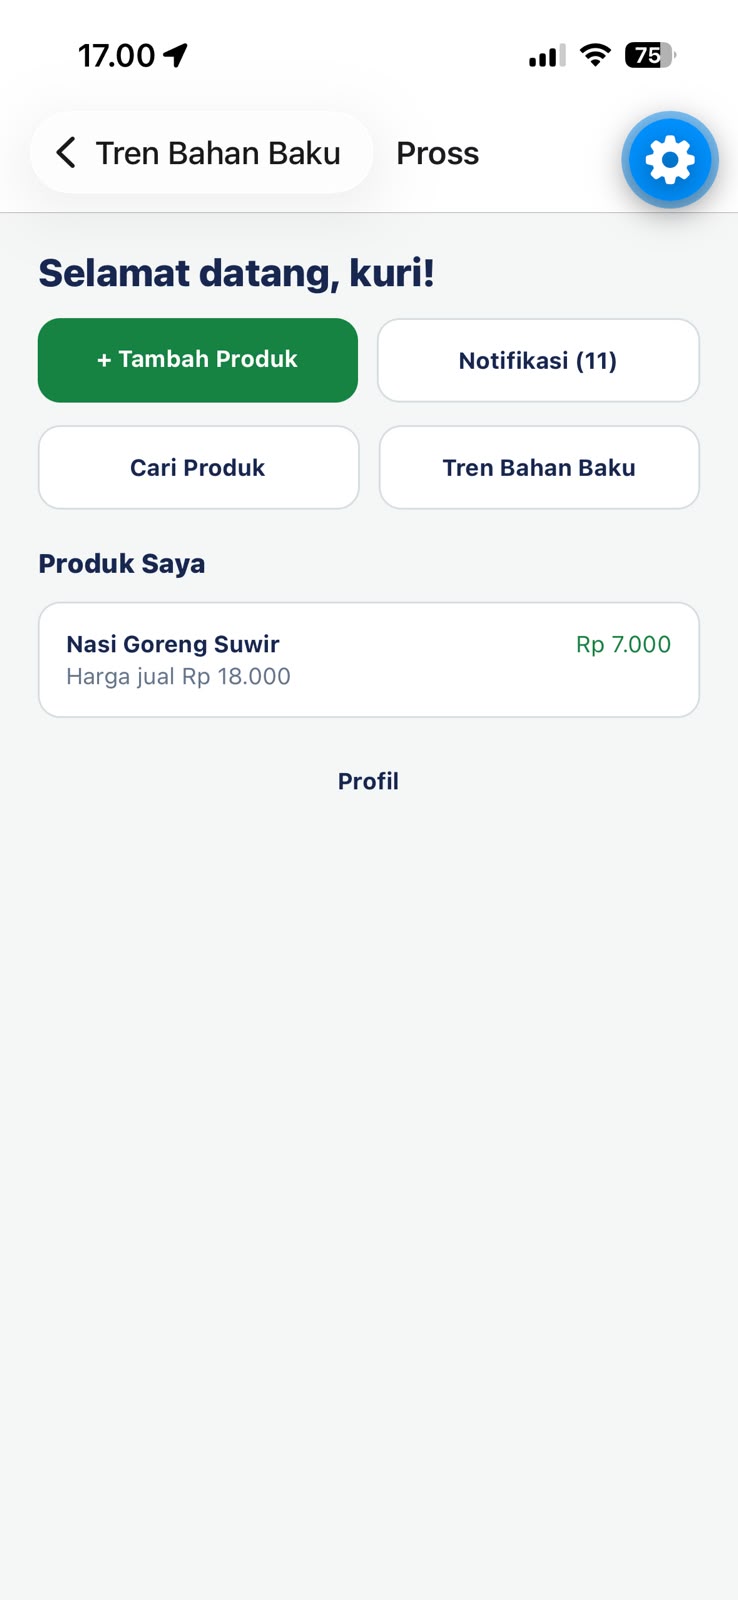 17.00
75
Tren Bahan Baku
Pross
Selamat datang, kuri!
+ Tambah Produk
Notifikasi (11)
Cari Produk
Tren Bahan Baku
Produk Saya
Nasi Goreng Suwir
Rp 7.000
Harga jual Rp 18.000
Profil